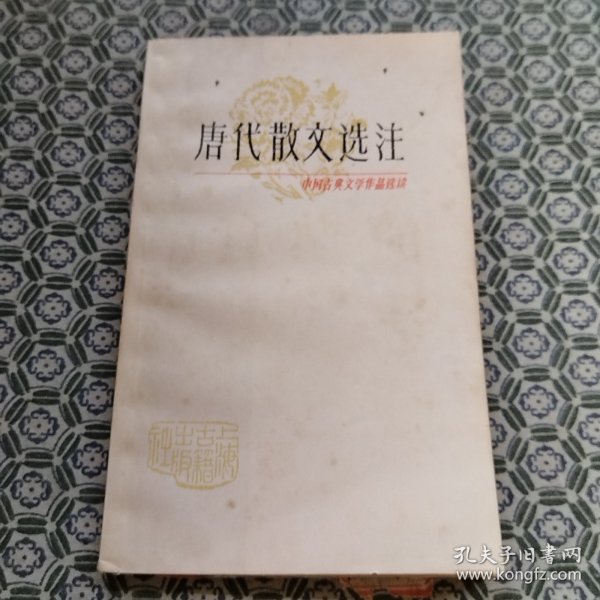 唐代散文选注
中国古典文学作品选读
上海
古籍
出版
社
孔夫子旧书网
www.kongfz.com